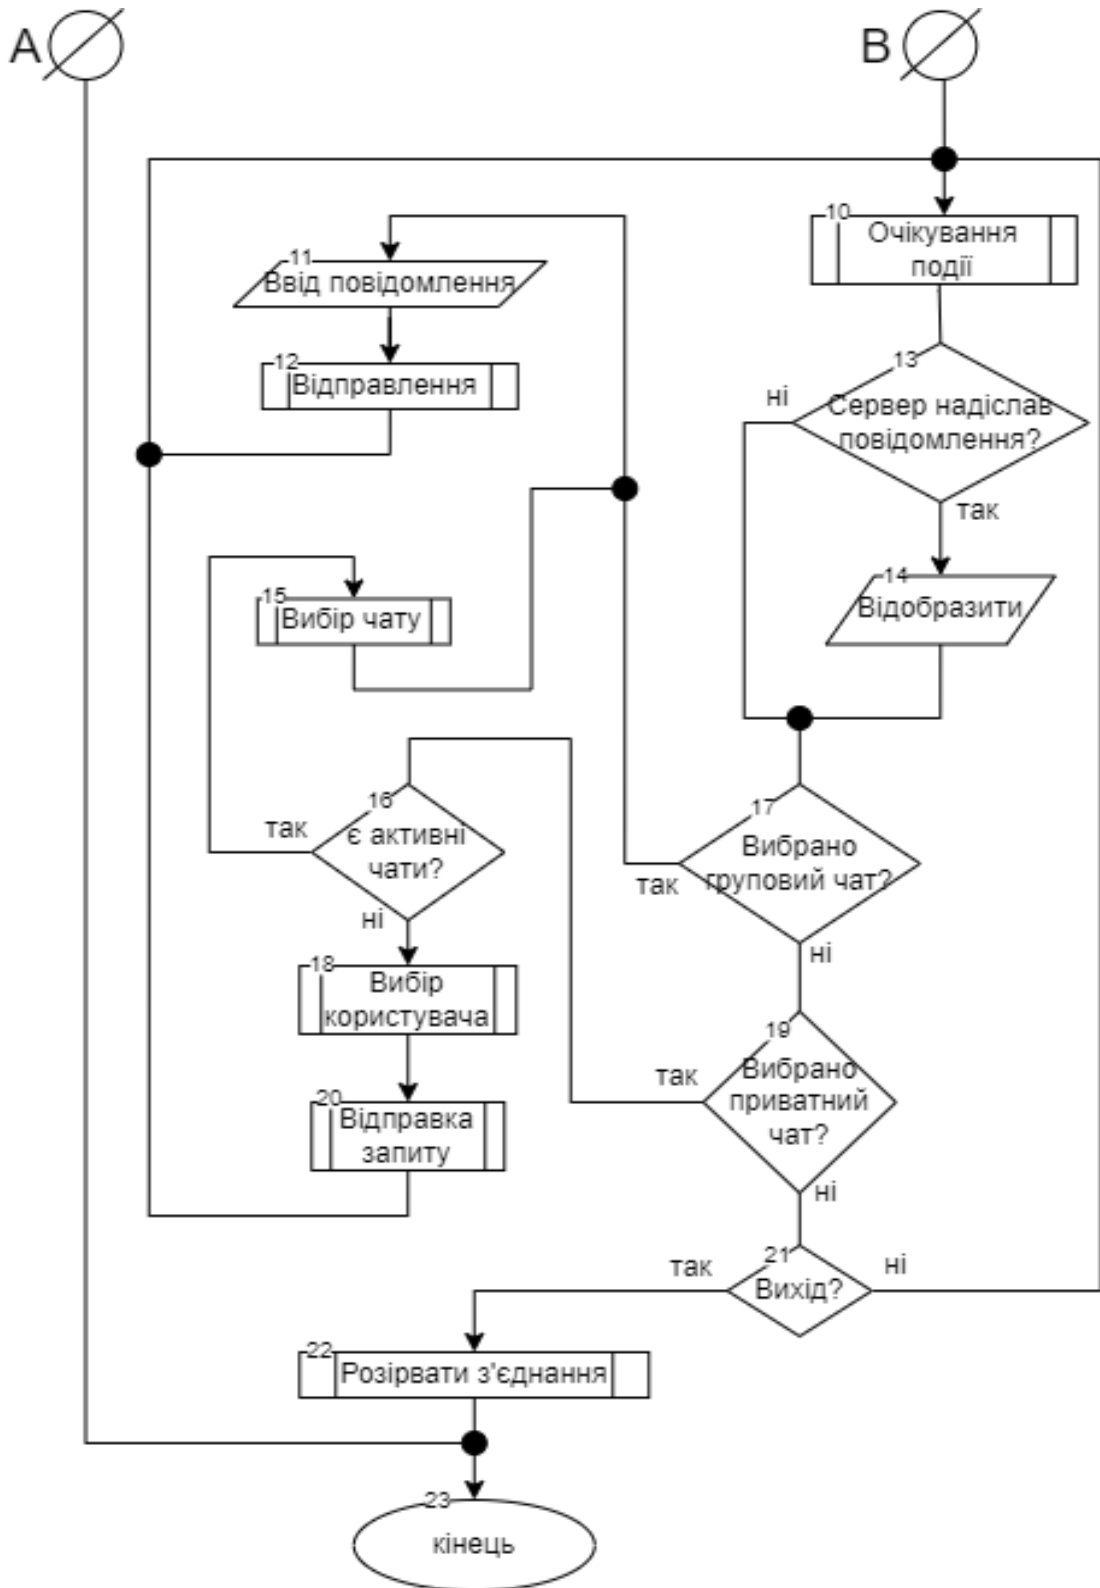 A
B
10
Очікування
події
11
Ввід повідомлення
12
Відправлення
13
Сервер надіслав
повідомлення?
ні
так
14
Відобразити
15
Вибір чату
16
є активні
чати?
так
ні
17
Вибрано
груповий чат?
так
ні
18
Вибір
користувача
19
Вибрано
приватний
чат?
так
ні
20
Відправка
запиту
21
Вихід?
так
ні
22
Розірвати з'єднання
23
кінець